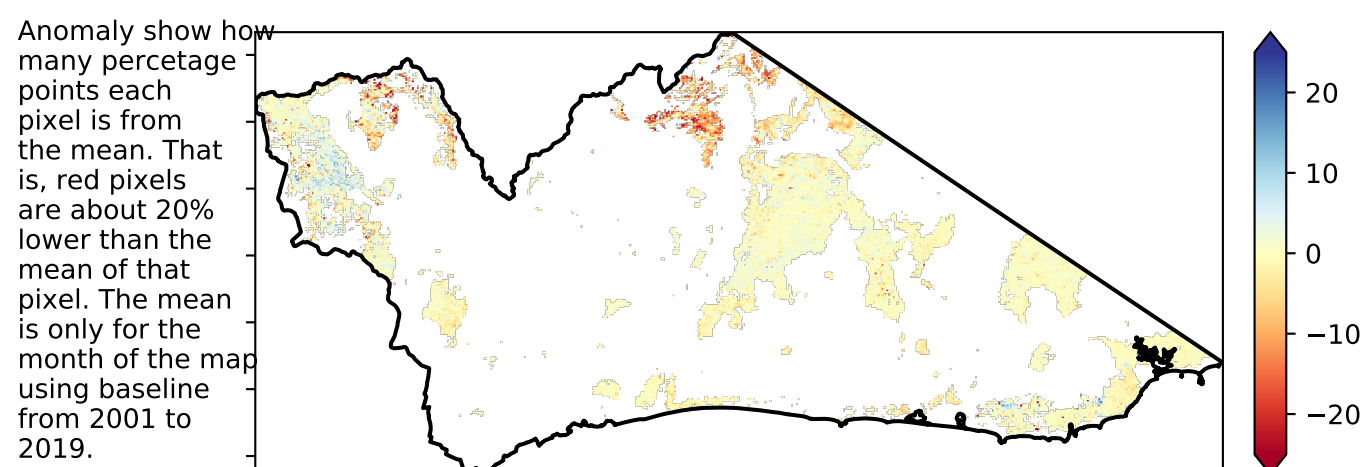 Anomaly show how
many percetage
points each
pixel is from
the mean. That
is, red pixels
are about 20%
lower than the
mean of that
pixel. The mean
is only for the
month of the map
using baseline
from 2001 to
2019.
20
10
0
−10
−20